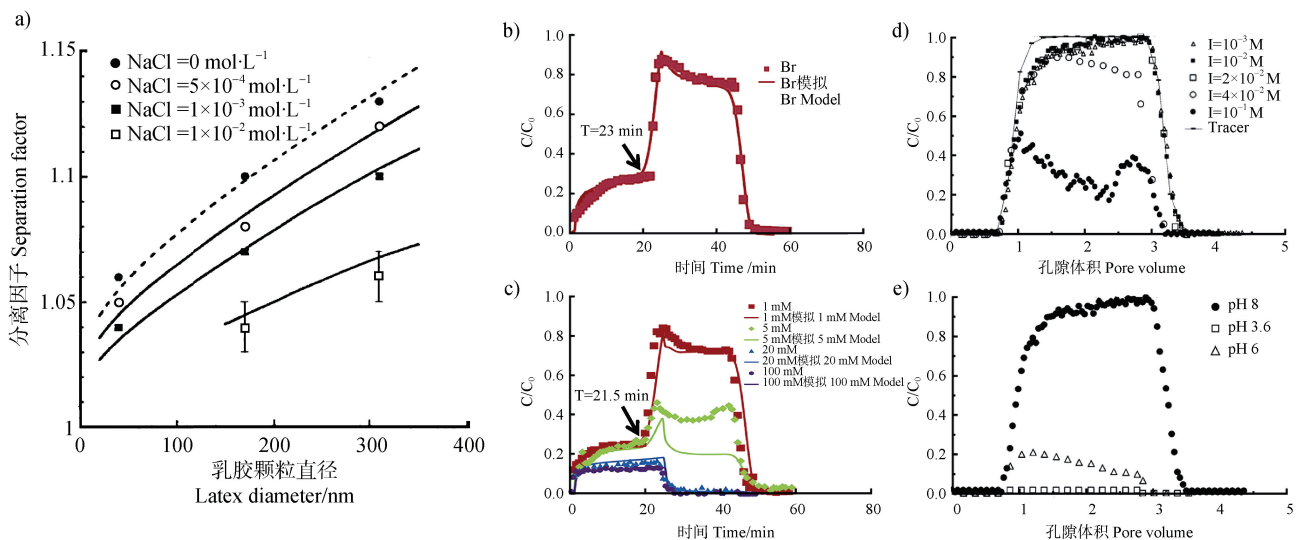 a)
分离因子 Separation factor
1.15
1.1
1.05
1
NaCl =0 mol·L⁻¹
NaCl =5×10⁻⁴ mol·L⁻¹
NaCl =1×10⁻³ mol·L⁻¹
NaCl =1×10⁻² mol·L⁻¹
0 100 200 300 400
乳胶颗粒直径
Latex diameter/nm
b)
C/C₀
1.0
0.8
0.6
0.4
0.2
0.0
T=23 min
Br
Br模拟
Br Model
0 20 40 60 80
时间 Time /min
c)
C/C₀
1.0
0.8
0.6
0.4
0.2
0.0
T=21.5 min
1 mM
1 mM模拟 1 mM Model
5 mM
5 mM模拟 5 mM Model
20 mM
20 mM模拟 20 mM Model
100 mM
100 mM模拟 100 mM Model
0 20 40 60 80
时间 Time/min
d)
C/C₀
1.0
0.8
0.6
0.4
0.2
0.0
I=10⁻³ M
I=10⁻² M
I=2×10⁻² M
I=4×10⁻² M
I=10⁻¹ M
Tracer
0 1 2 3 4 5
孔隙体积 Pore volume
e)
C/C₀
1.0
0.8
0.6
0.4
0.2
0.0
pH 8
pH 3.6
pH 6
0 1 2 3 4 5
孔隙体积 Pore volume